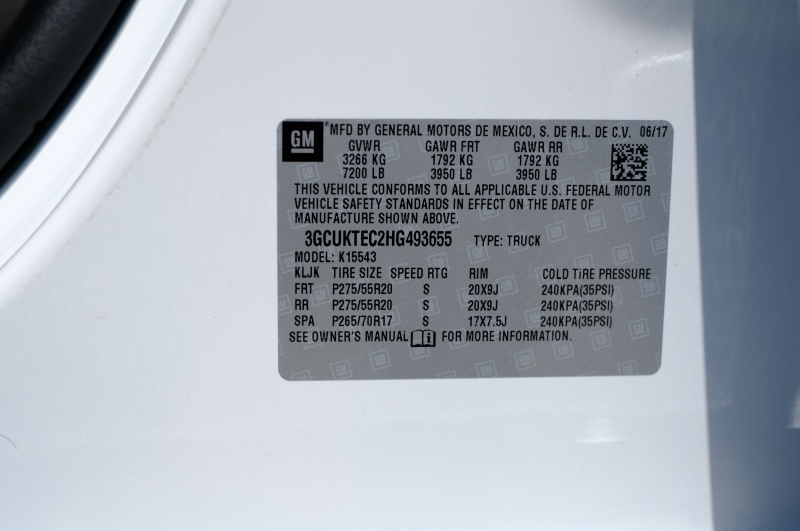 GM *MFD BY GENERAL MOTORS DE MEXICO, S. DE R.L. DE C.V. 06/17
GVWR GAWR FRT GAWR RR
3266 KG 1792 KG 1792 KG
7200 LB 3950 LB 3950 LB
THIS VEHICLE CONFORMS TO ALL APPLICABLE U.S. FEDERAL MOTOR
VEHICLE SAFETY STANDARDS IN EFFECT ON THE DATE OF
MANUFACTURE SHOWN ABOVE.
3GCUKTEC2HG493655 TYPE: TRUCK
MODEL: K15543
KLJK TIRE SIZE SPEED RTG RIM COLD TIRE PRESSURE
FRT P275/55R20 S 20X9J 240KPA(35PSI)
RR P275/55R20 S 20X9J 240KPA(35PSI)
SPA P265/70R17 S 17X7.5J 240KPA(35PSI)
SEE OWNER'S MANUAL i FOR MORE INFORMATION.